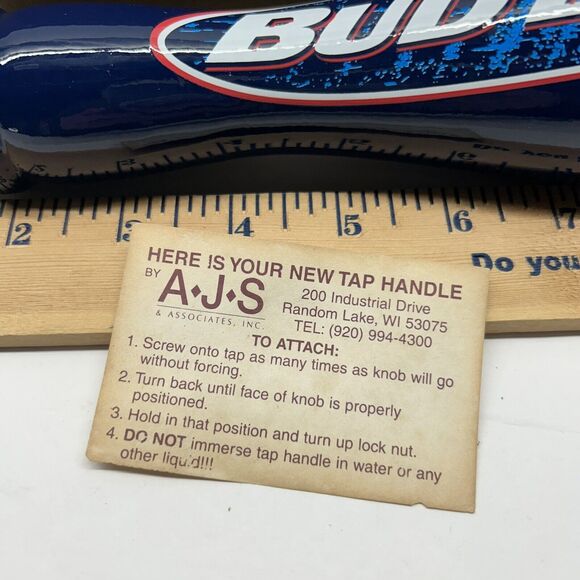 BUD
2 3 4 5 6 7
Do you
HERE IS YOUR NEW TAP HANDLE
BY A•J•S
& ASSOCIATES, INC.
200 Industrial Drive
Random Lake, WI 53075
TEL: (920) 994-4300
TO ATTACH:
1. Screw onto tap as many times as knob will go
without forcing.
2. Turn back until face of knob is properly
positioned.
3. Hold in that position and turn up lock nut.
4. DO NOT immerse tap handle in water or any
other liquid!!!